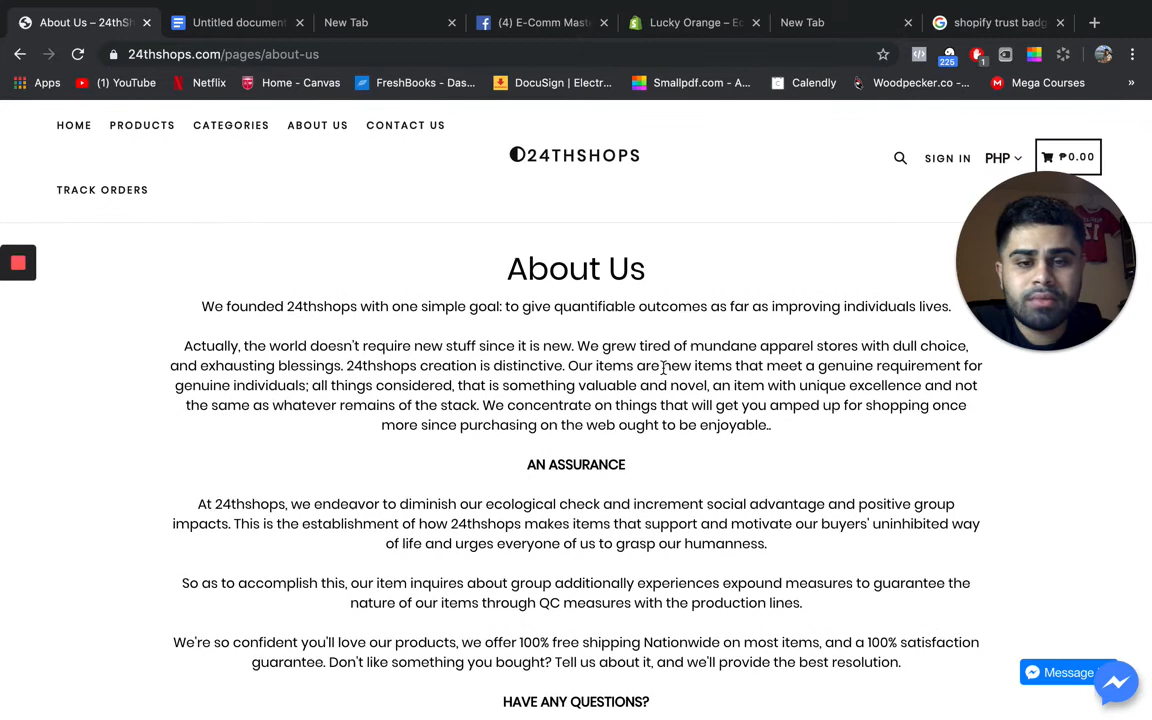 About Us – 24thSh
Untitled document
New Tab
(4) E-Comm Mast
Lucky Orange – Ec
New Tab
shopify trust badg
24thshops.com/pages/about-us
225
1
Apps
YouTube
Netflix
Home - Canvas
FreshBooks - Das...
DocuSign | Electr...
Smallpdf.com - A...
Calendly
Woodpecker.co -...
Mega Courses
»
HOME
PRODUCTS
CATEGORIES
ABOUT US
CONTACT US
TRACK ORDERS
24THSHOPS
SIGN IN
PHP
₱0.00
About Us
We founded 24thshops with one simple goal: to give quantifiable outcomes as far as improving individuals lives.
Actually, the world doesn't require new stuff since it is new. We grew tired of mundane apparel stores with dull choice,
and exhausting blessings. 24thshops creation is distinctive. Our items are new items that meet a genuine requirement for
genuine individuals; all things considered, that is something valuable and novel, an item with unique excellence and not
the same as whatever remains of the stack. We concentrate on things that will get you amped up for shopping once
more since purchasing on the web ought to be enjoyable..
AN ASSURANCE
At 24thshops, we endeavor to diminish our ecological check and increment social advantage and positive group
impacts. This is the establishment of how 24thshops makes items that support and motivate our buyers' uninhibited way
of life and urges everyone of us to grasp our humanness.
So as to accomplish this, our item inquires about group additionally experiences expound measures to guarantee the
nature of our items through QC measures with the production lines.
We're so confident you'll love our products, we offer 100% free shipping Nationwide on most items, and a 100% satisfaction
guarantee. Don't like something you bought? Tell us about it, and we'll provide the best resolution.
HAVE ANY QUESTIONS?
Message